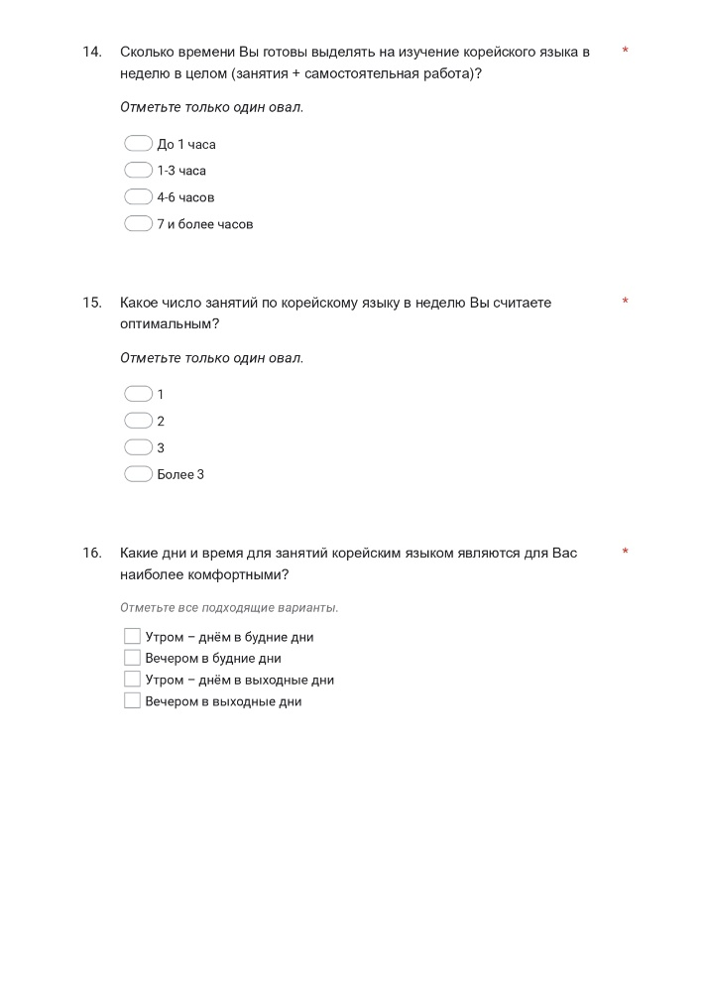 14. Сколько времени Вы готовы выделять на изучение корейского языка в *
неделю в целом (занятия + самостоятельная работа)?
Отметьте только один овал.
До 1 часа
1-3 часа
4-6 часов
7 и более часов
15. Какое число занятий по корейскому языку в неделю Вы считаете *
оптимальным?
Отметьте только один овал.
1
2
3
Более 3
16. Какие дни и время для занятий корейским языком являются для Вас *
наиболее комфортными?
Отметьте все подходящие варианты.
Утром – днём в будние дни
Вечером в будние дни
Утром – днём в выходные дни
Вечером в выходные дни